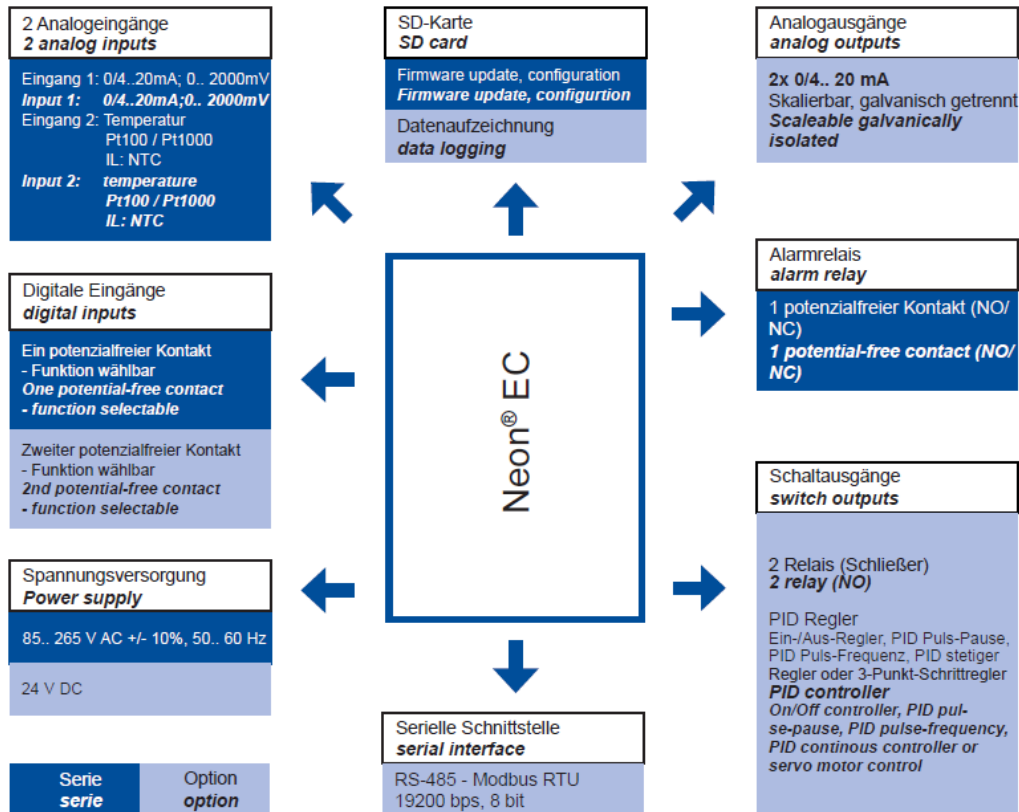 2 Analogeingänge
2 analog inputs
Eingang 1: 0/4..20mA; 0.. 2000mV
Input 1: 0/4..20mA;0.. 2000mV
Eingang 2: Temperatur
Pt100 / Pt1000
IL: NTC
Input 2: temperature
Pt100 / Pt1000
IL: NTC
SD-Karte
SD card
Firmware update, configuration
Firmware update, configurtion
Datenaufzeichnung
data logging
Analogausgänge
analog outputs
2x 0/4.. 20 mA
Skalierbar, galvanisch getrennt
Scaleable galvanically
isolated
Digitale Eingänge
digital inputs
Ein potenzialfreier Kontakt
- Funktion wählbar
One potential-free contact
- function selectable
Zweiter potenzialfreier Kontakt
- Funktion wählbar
2nd potential-free contact
- function selectable
Neon® EC
Alarmrelais
alarm relay
1 potenzialfreier Kontakt (NO/
NC)
1 potential-free contact (NO/
NC)
Schaltausgänge
switch outputs
2 Relais (Schließer)
2 relay (NO)
PID Regler
Ein-/Aus-Regler, PID Puls-Pause,
PID Puls-Frequenz, PID stetiger
Regler oder 3-Punkt-Schrittregler
PID controller
On/Off controller, PID pul-
se-pause, PID pulse-frequency,
PID continous controller or
servo motor control
Spannungsversorgung
Power supply
85.. 265 V AC +/- 10%, 50.. 60 Hz
24 V DC
Serielle Schnittstelle
serial interface
RS-485 - Modbus RTU
19200 bps, 8 bit
Serie
serie
Option
option